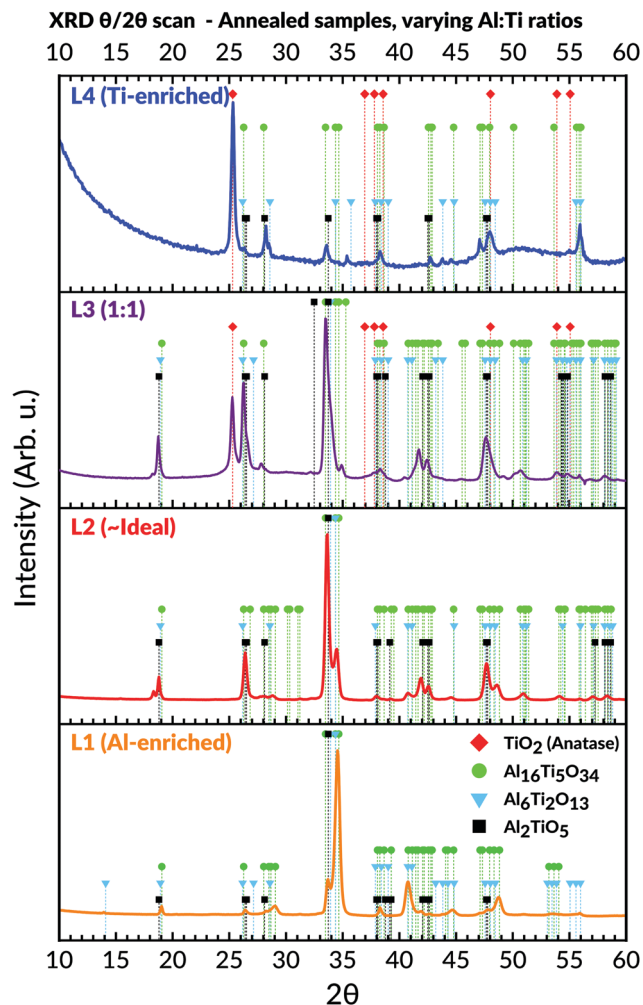 XRD θ/2θ scan - Annealed samples, varying Al:Ti ratios
10 15 20 25 30 35 40 45 50 55 60
L4 (Ti-enriched)
L3 (1:1)
L2 (~Ideal)
L1 (Al-enriched)
TiO₂ (Anatase)
Al₁₆Ti₅O₃₄
Al₆Ti₂O₁₃
Al₂TiO₅
10 15 20 25 30 35 40 45 50 55 60
2θ
Intensity (Arb. u.)